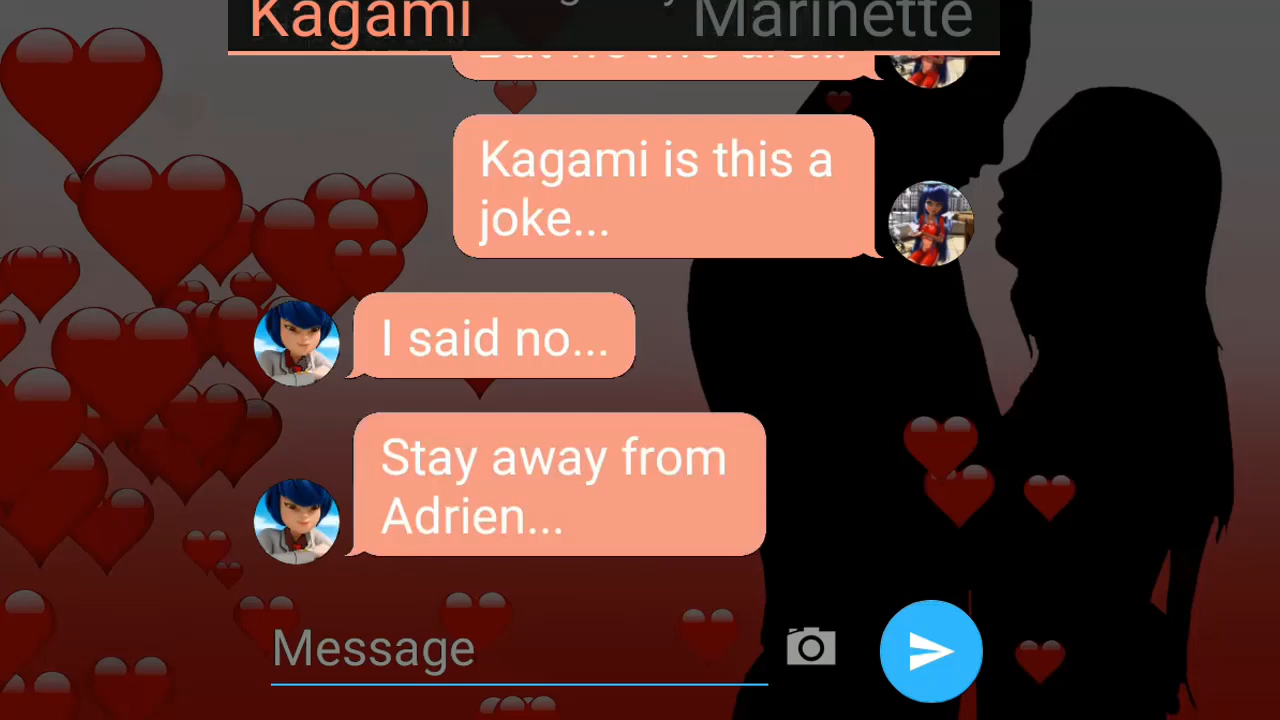 Kagami Marinette
Kagami is this a
joke...
I said no...
Stay away from
Adrien...
Message